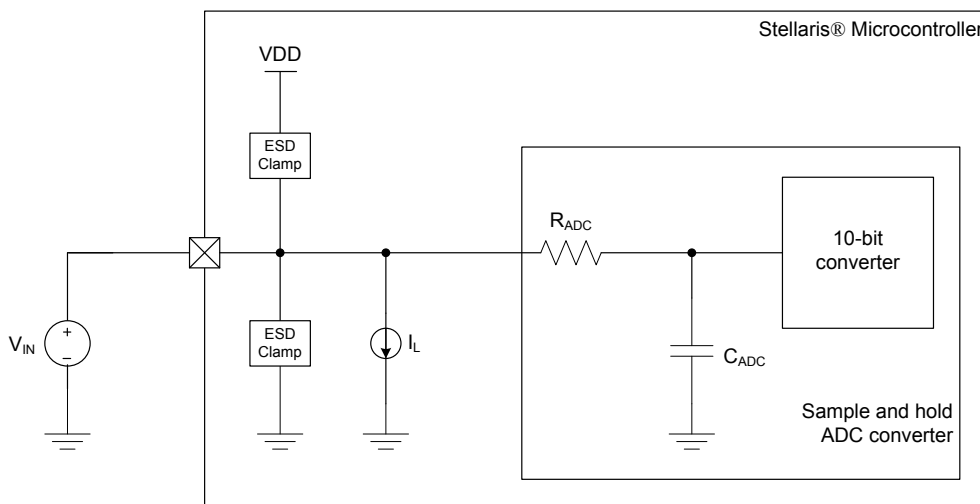 Stellaris® Microcontroller
VDD
ESD
Clamp
RADC
10-bit
converter
VIN
+
−
ESD
Clamp
IL
CADC
Sample and hold
ADC converter